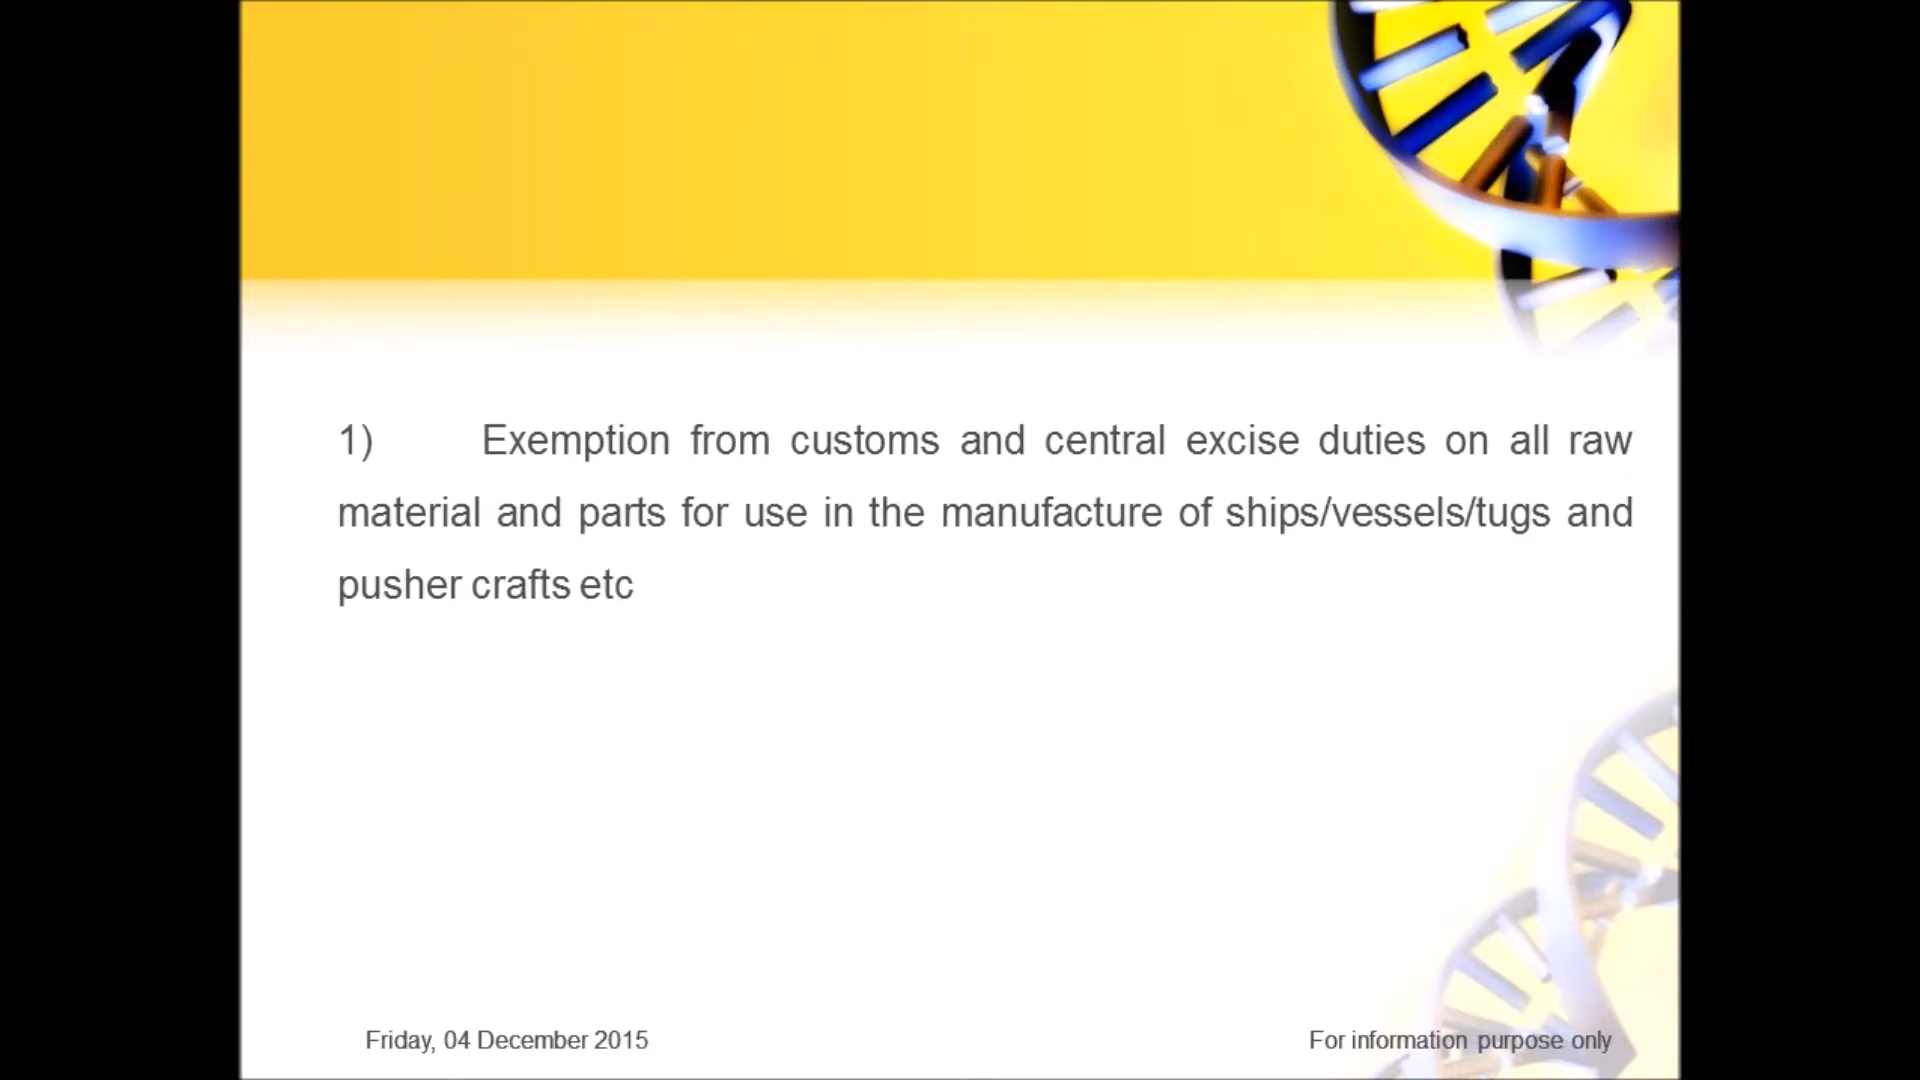 1) Exemption from customs and central excise duties on all raw
material and parts for use in the manufacture of ships/vessels/tugs and
pusher crafts etc
Friday, 04 December 2015
For information purpose only